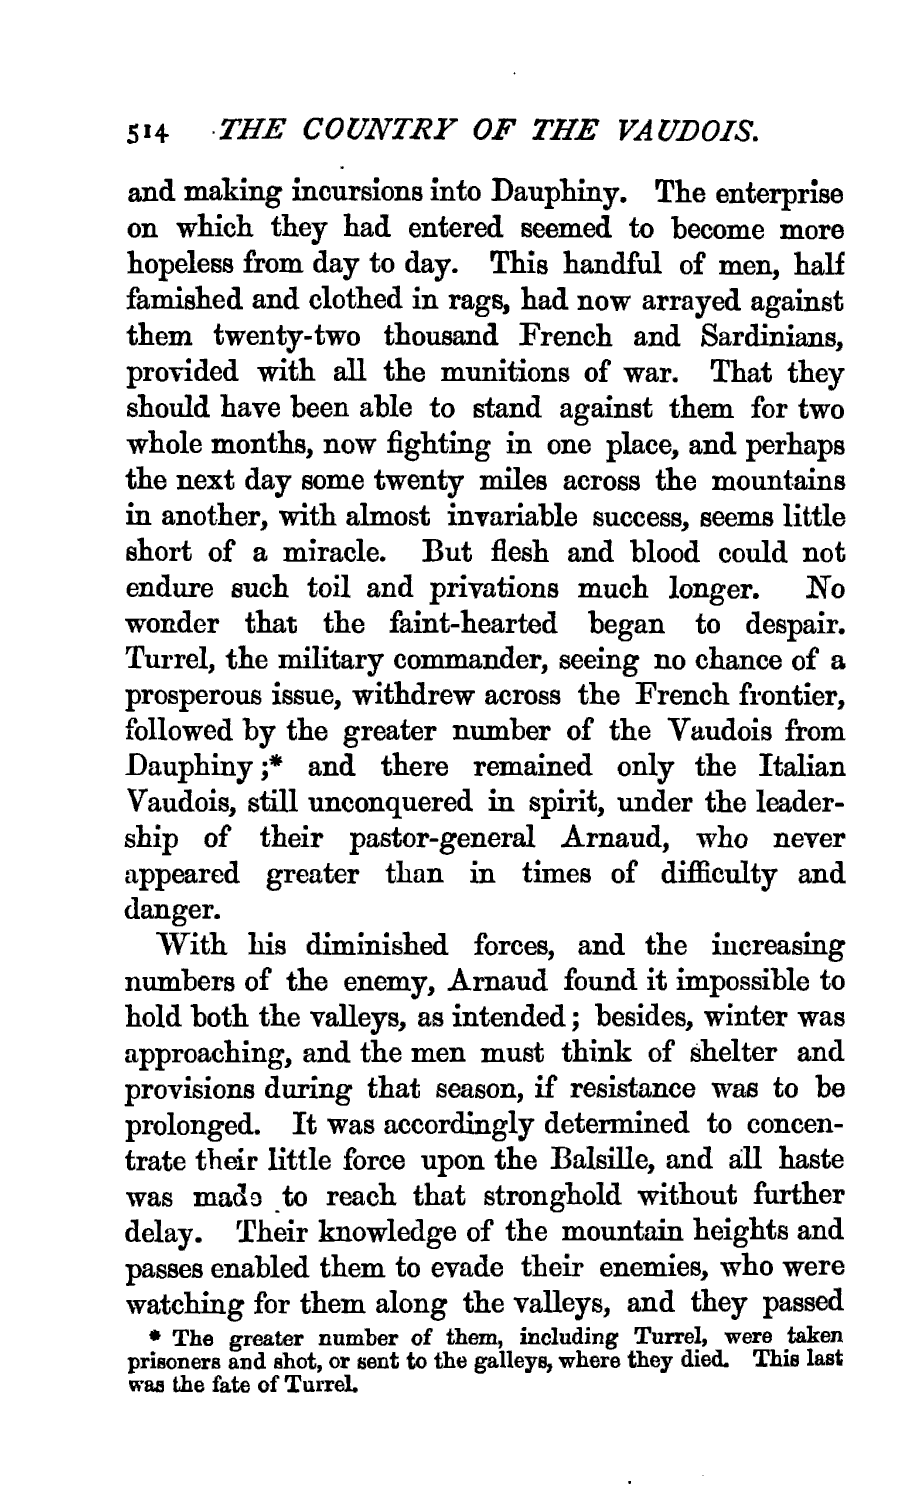 514 THE COUNTRY OF THE VAUDOIS.
and making incursions into Dauphiny. The enterprise
on which they had entered seemed to become more
hopeless from day to day. This handful of men, half
famished and clothed in rags, had now arrayed against
them twenty-two thousand French and Sardinians,
provided with all the munitions of war. That they
should have been able to stand against them for two
whole months, now fighting in one place, and perhaps
the next day some twenty miles across the mountains
in another, with almost invariable success, seems little
short of a miracle. But flesh and blood could not
endure such toil and privations much longer. No
wonder that the faint-hearted began to despair.
Turrel, the military commander, seeing no chance of a
prosperous issue, withdrew across the French frontier,
followed by the greater number of the Vaudois from
Dauphiny;* and there remained only the Italian
Vaudois, still unconquered in spirit, under the leader-
ship of their pastor-general Arnaud, who never
appeared greater than in times of difficulty and
danger.
With his diminished forces, and the increasing
numbers of the enemy, Arnaud found it impossible to
hold both the valleys, as intended; besides, winter was
approaching, and the men must think of shelter and
provisions during that season, if resistance was to be
prolonged. It was accordingly determined to concen-
trate their little force upon the Balsille, and all haste
was made to reach that stronghold without further
delay. Their knowledge of the mountain heights and
passes enabled them to evade their enemies, who were
watching for them along the valleys, and they passed
* The greater number of them, including Turrel, were taken
prisoners and shot, or sent to the galleys, where they died. This last
was the fate of Turrel.